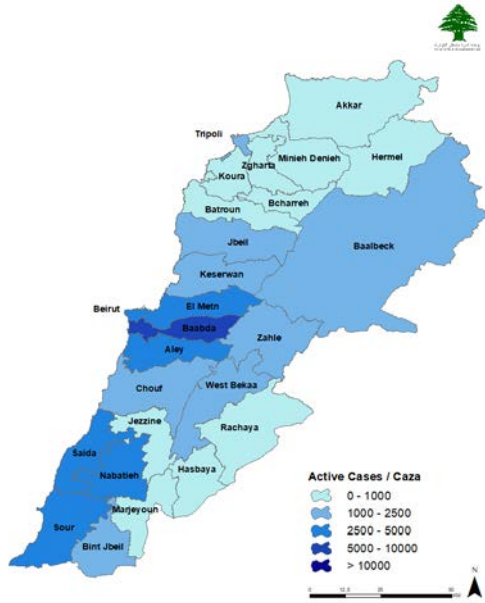 Akkar
Tripoli
Zgharta
Minieh Denieh
Hermel
Koura
Batroun
Bcharreh
Jbeil
Baalbeck
Keserwan
El Metn
Beirut
Baabda
Zahle
Aley
Chouf
West Bekaa
Jezzine
Rachaya
Saida
Nabatieh
Hasbaya
Marjeyoun
Sour
Bint Jbeil
Active Cases / Caza
0 - 1000
1000 - 2500
2500 - 5000
5000 - 10000
> 10000
N